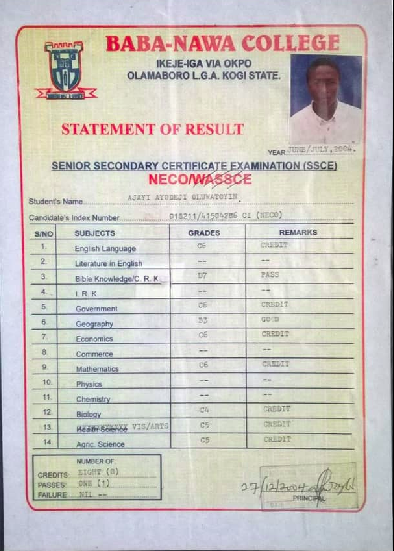 BABA-NAWA COLLEGE
IKEJE-IGA VIA OKPO
OLAMABORO L.G.A. KOGI STATE.
STATEMENT OF RESULT
YEAR JUNE/JULY, 2004.
SENIOR SECONDARY CERTIFICATE EXAMINATION (SSCE)
NECO/WASSCE
Student's Name AJAYI AYODEJI OLUWATOYIN
Candidate's Index Number (NECO)
S/NO SUBJECTS GRADES REMARKS
1. English Language C6 CREDIT
2. Literature in English -- --
3. Bible Knowledge/C. R. K. D7 PASS
4. I. R. K -- --
5. Government C6 CREDIT
6. Geography B3 GOOD
7. Economics C6 CREDIT
8. Commerce -- --
9. Mathematics C6 CREDIT
10. Physics -- --
11. Chemistry -- --
12. Biology C4 CREDIT
13. Health Science VIS/ARTS C5 CREDIT
14. Agric. Science C5 CREDIT
NUMBER OF
CREDITS: EIGHT (8)
PASSES: ONE (1)
FAILURE NIL --
27/12/2004
PRINCIPAL